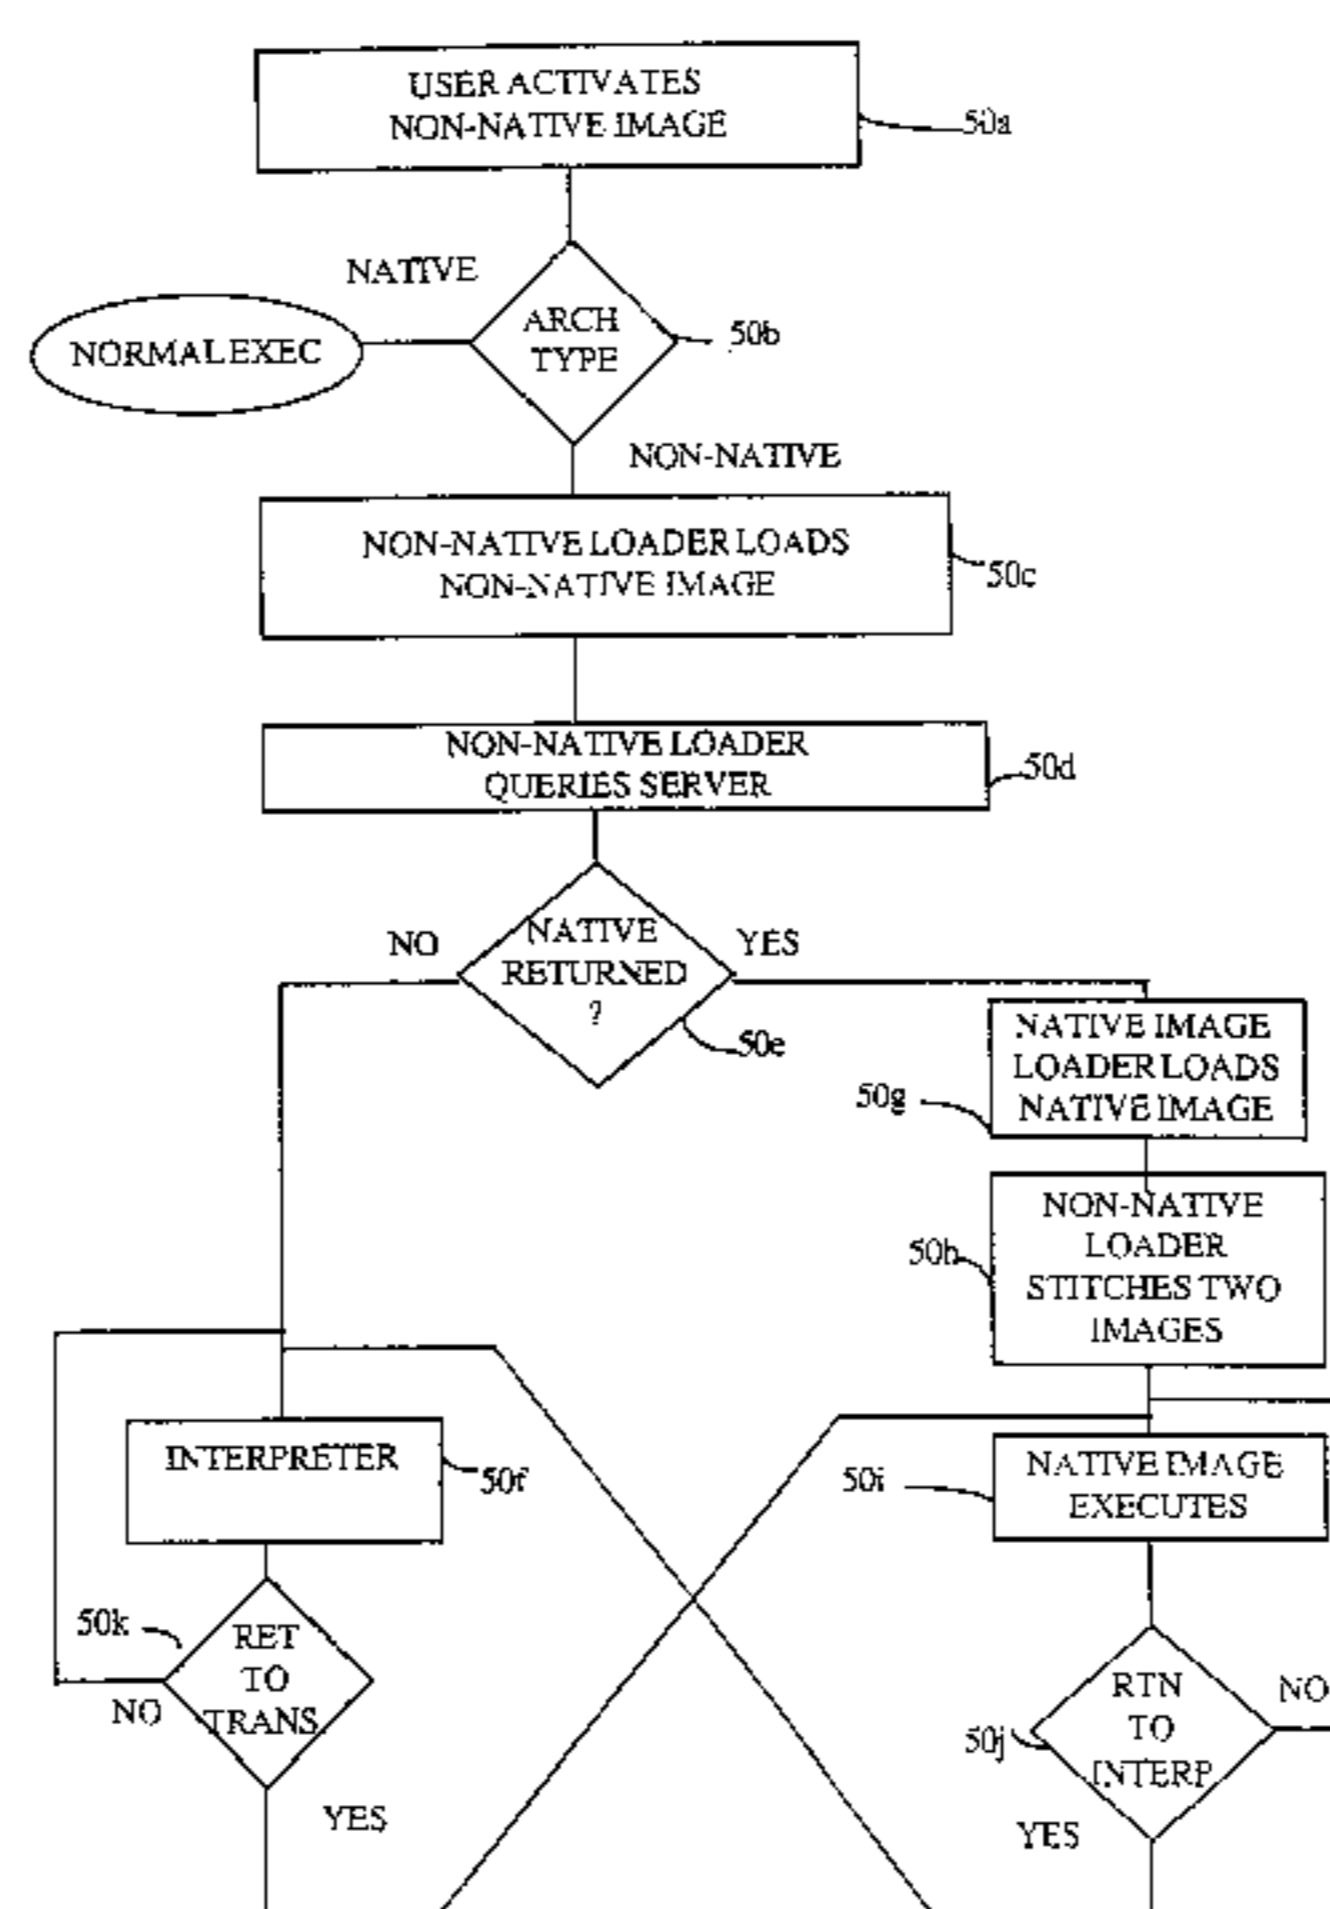 USER ACTIVATES
NON-NATIVE IMAGE
50a
NATIVE
ARCH
TYPE
50b
NORMAL EXEC
NON-NATIVE
NON-NATIVE LOADER LOADS
NON-NATIVE IMAGE
50c
NON-NATIVE LOADER
QUERIES SERVER
50d
NO
NATIVE
RETURNED
?
YES
50e
NATIVE IMAGE
LOADER LOADS
NATIVE IMAGE
50g
NON-NATIVE
LOADER
STITCHES TWO
IMAGES
50h
INTERPRETER
50f
NATIVE IMAGE
EXECUTES
50i
50k
RET
TO
TRANS
NO
YES
RTN
TO
INTERP
NO
50j
YES